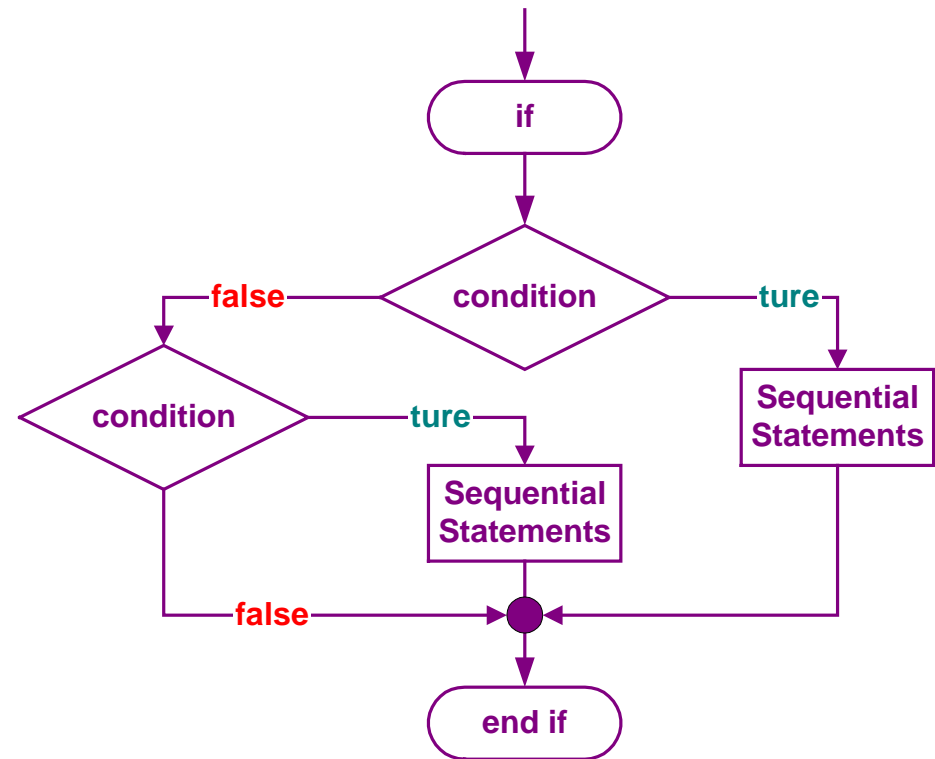 if
condition
false
ture
condition
ture
Sequential
Statements
Sequential
Statements
false
end if